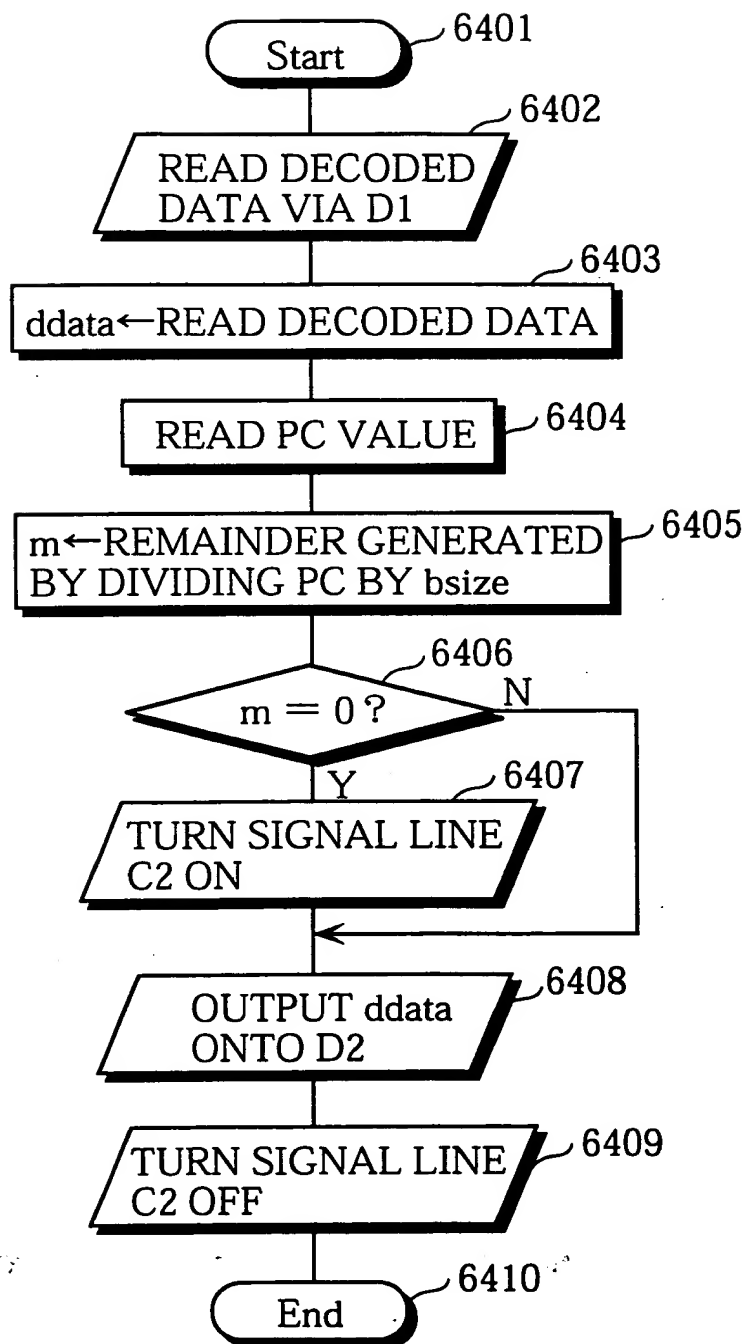 6401
Start
6402
READ DECODED
DATA VIA D1
6403
ddata←READ DECODED DATA
6404
READ PC VALUE
6405
m←REMAINDER GENERATED
BY DIVIDING PC BY bsize
6406
m = 0 ?
N
Y
6407
TURN SIGNAL LINE
C2 ON
6408
OUTPUT ddata
ONTO D2
6409
TURN SIGNAL LINE
C2 OFF
6410
End